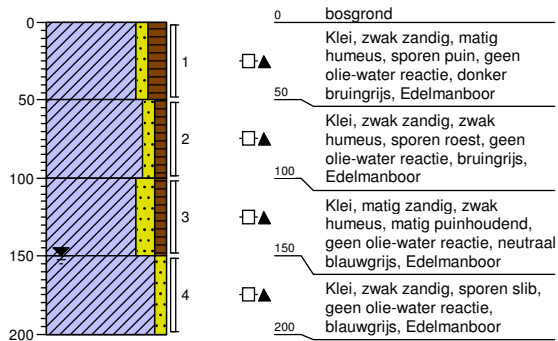 0
50
100
150
200
1
2
3
4
0 bosgrond
Klei, zwak zandig, matig
humeus, sporen puin, geen
olie-water reactie, donker
bruingrijs, Edelmanboor
50
Klei, zwak zandig, zwak
humeus, sporen roest, geen
olie-water reactie, bruingrijs,
Edelmanboor
100
Klei, matig zandig, zwak
humeus, matig puinhoudend,
geen olie-water reactie, neutraal
blauwgrijs, Edelmanboor
150
Klei, zwak zandig, sporen slib,
geen olie-water reactie,
blauwgrijs, Edelmanboor
200